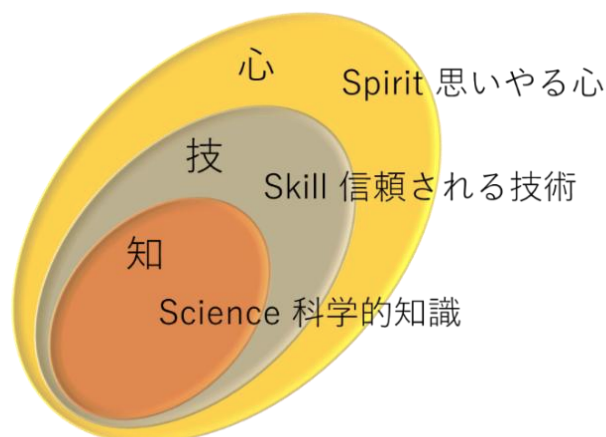 心
Spirit 思いやる心
技
Skill 信頼される技術
知
Science 科学的知識